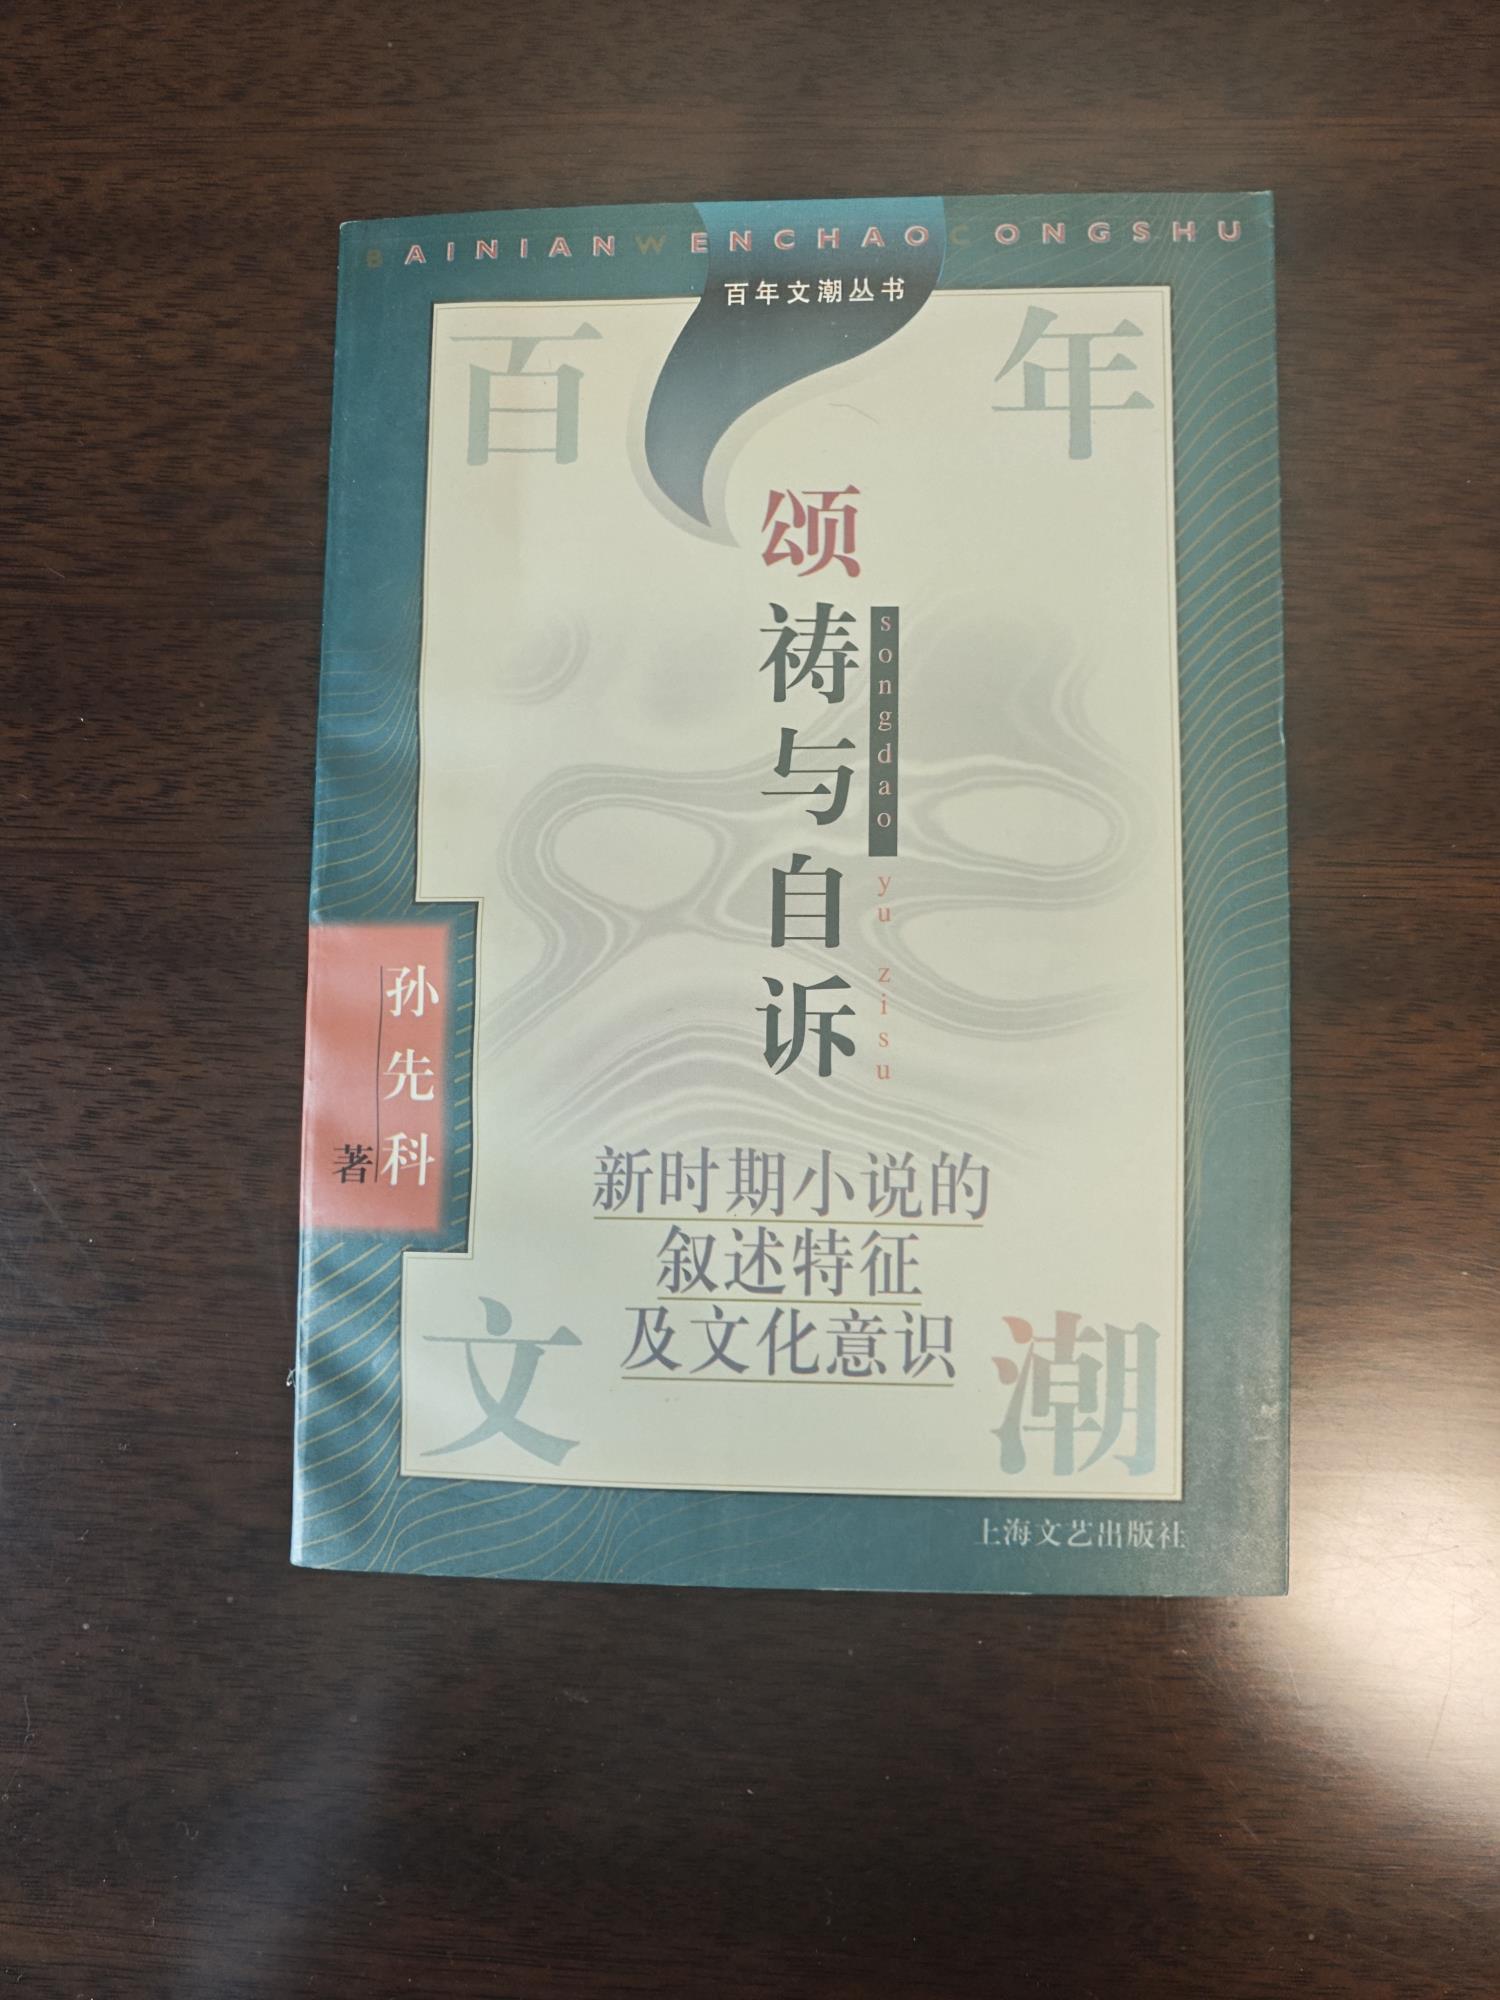 BAINIANWENCHAOCONGSHU
百年文潮丛书
百年
颂祷与自诉
songdao yu zisu
孙先科
著
新时期小说的
叙述特征
及文化意识
文潮
上海文艺出版社